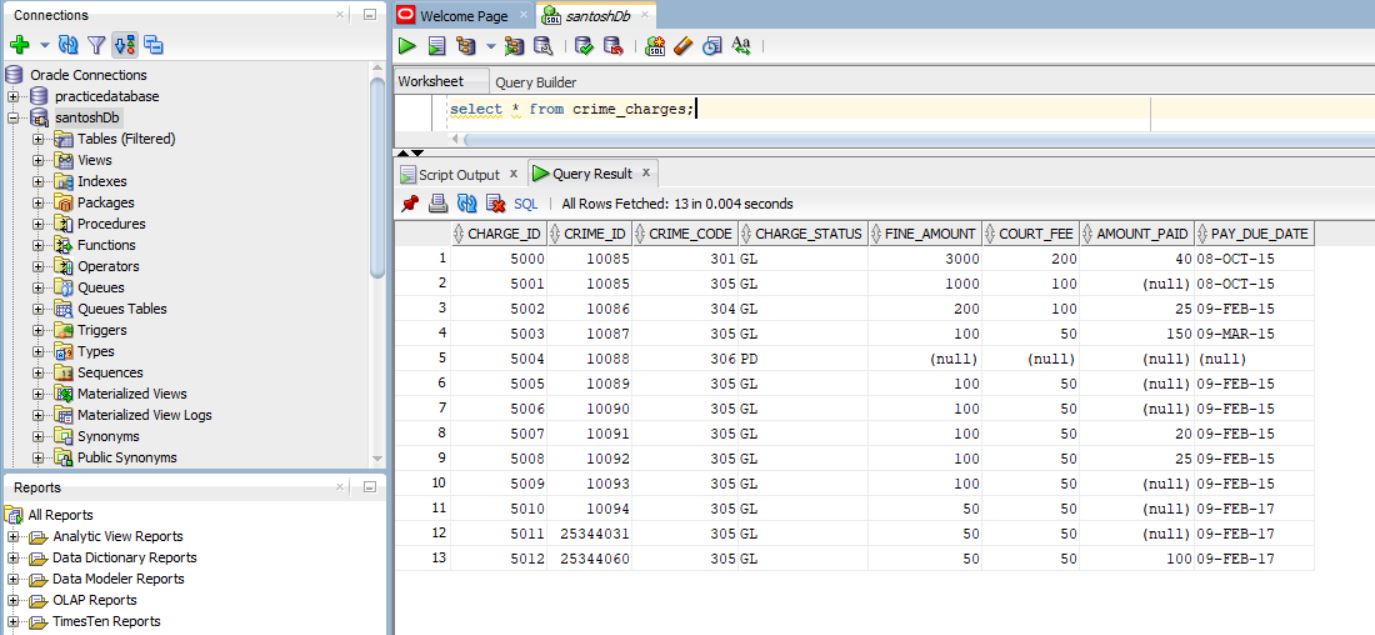 Connections
Oracle Connections
practicedatabase
santoshDb
Tables (Filtered)
Views
Indexes
Packages
Procedures
Functions
Operators
Queues
Queues Tables
Triggers
Types
Sequences
Materialized Views
Materialized View Logs
Synonyms
Public Synonyms
Reports
All Reports
Analytic View Reports
Data Dictionary Reports
Data Modeler Reports
OLAP Reports
TimesTen Reports
Welcome Page santoshDb
SQL Aa
Worksheet Query Builder
select * from crime_charges;
Script Output x Query Result x
SQL | All Rows Fetched: 13 in 0.004 seconds
CHARGE_ID CRIME_ID CRIME_CODE CHARGE_STATUS FINE_AMOUNT COURT_FEE AMOUNT_PAID PAY_DUE_DATE
1 5000 10085 301 GL 3000 200 40 08-OCT-15
2 5001 10085 305 GL 1000 100 (null) 08-OCT-15
3 5002 10086 304 GL 200 100 25 09-FEB-15
4 5003 10087 305 GL 100 50 150 09-MAR-15
5 5004 10088 306 PD (null) (null) (null) (null)
6 5005 10089 305 GL 100 50 (null) 09-FEB-15
7 5006 10090 305 GL 100 50 (null) 09-FEB-15
8 5007 10091 305 GL 100 50 20 09-FEB-15
9 5008 10092 305 GL 100 50 25 09-FEB-15
10 5009 10093 305 GL 100 50 (null) 09-FEB-15
11 5010 10094 305 GL 50 50 (null) 09-FEB-17
12 5011 25344031 305 GL 50 50 (null) 09-FEB-17
13 5012 25344060 305 GL 50 50 100 09-FEB-17